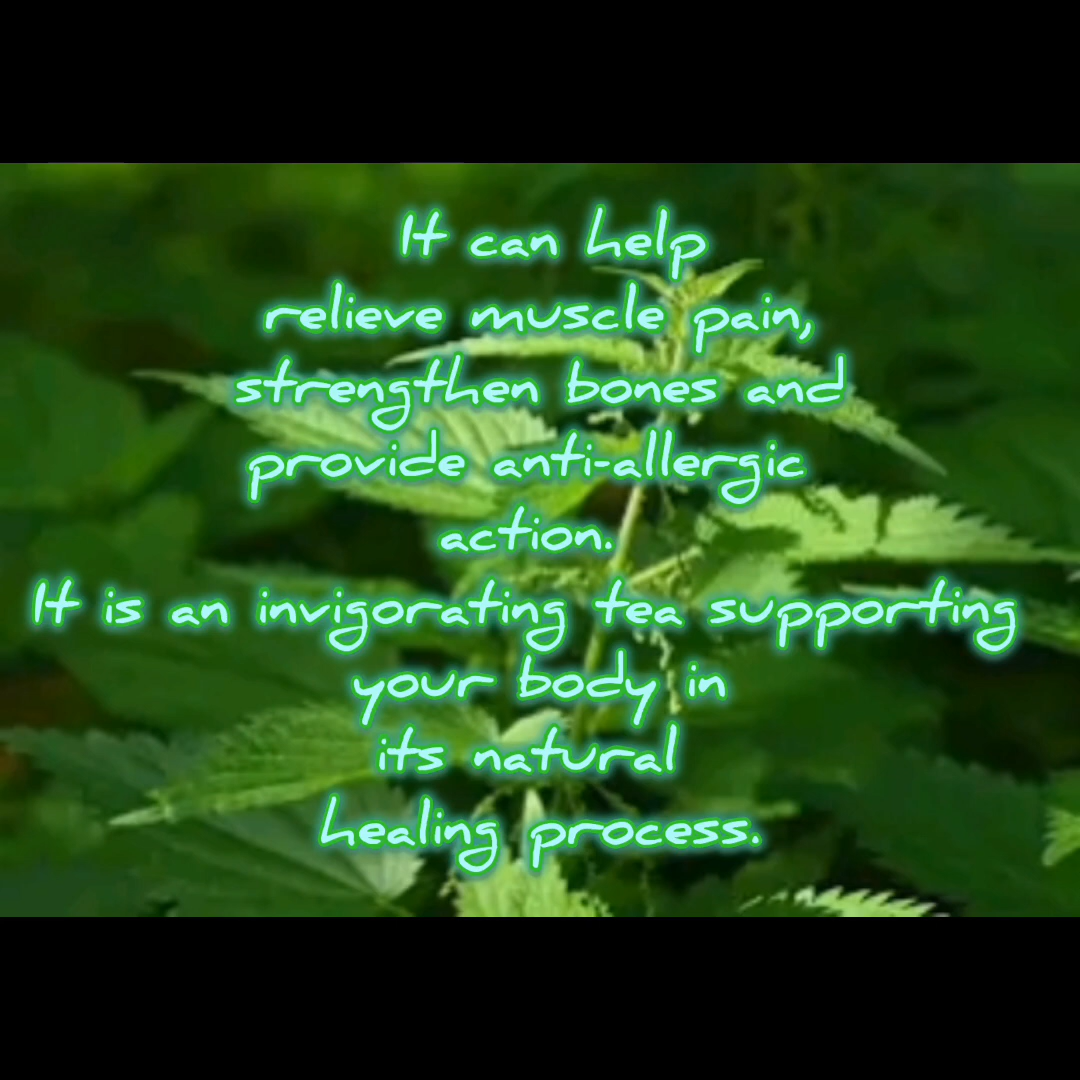 It can help
relieve muscle pain,
strengthen bones and
provide anti-allergic
action.
It is an invigorating tea supporting
your body in
its natural
healing process.